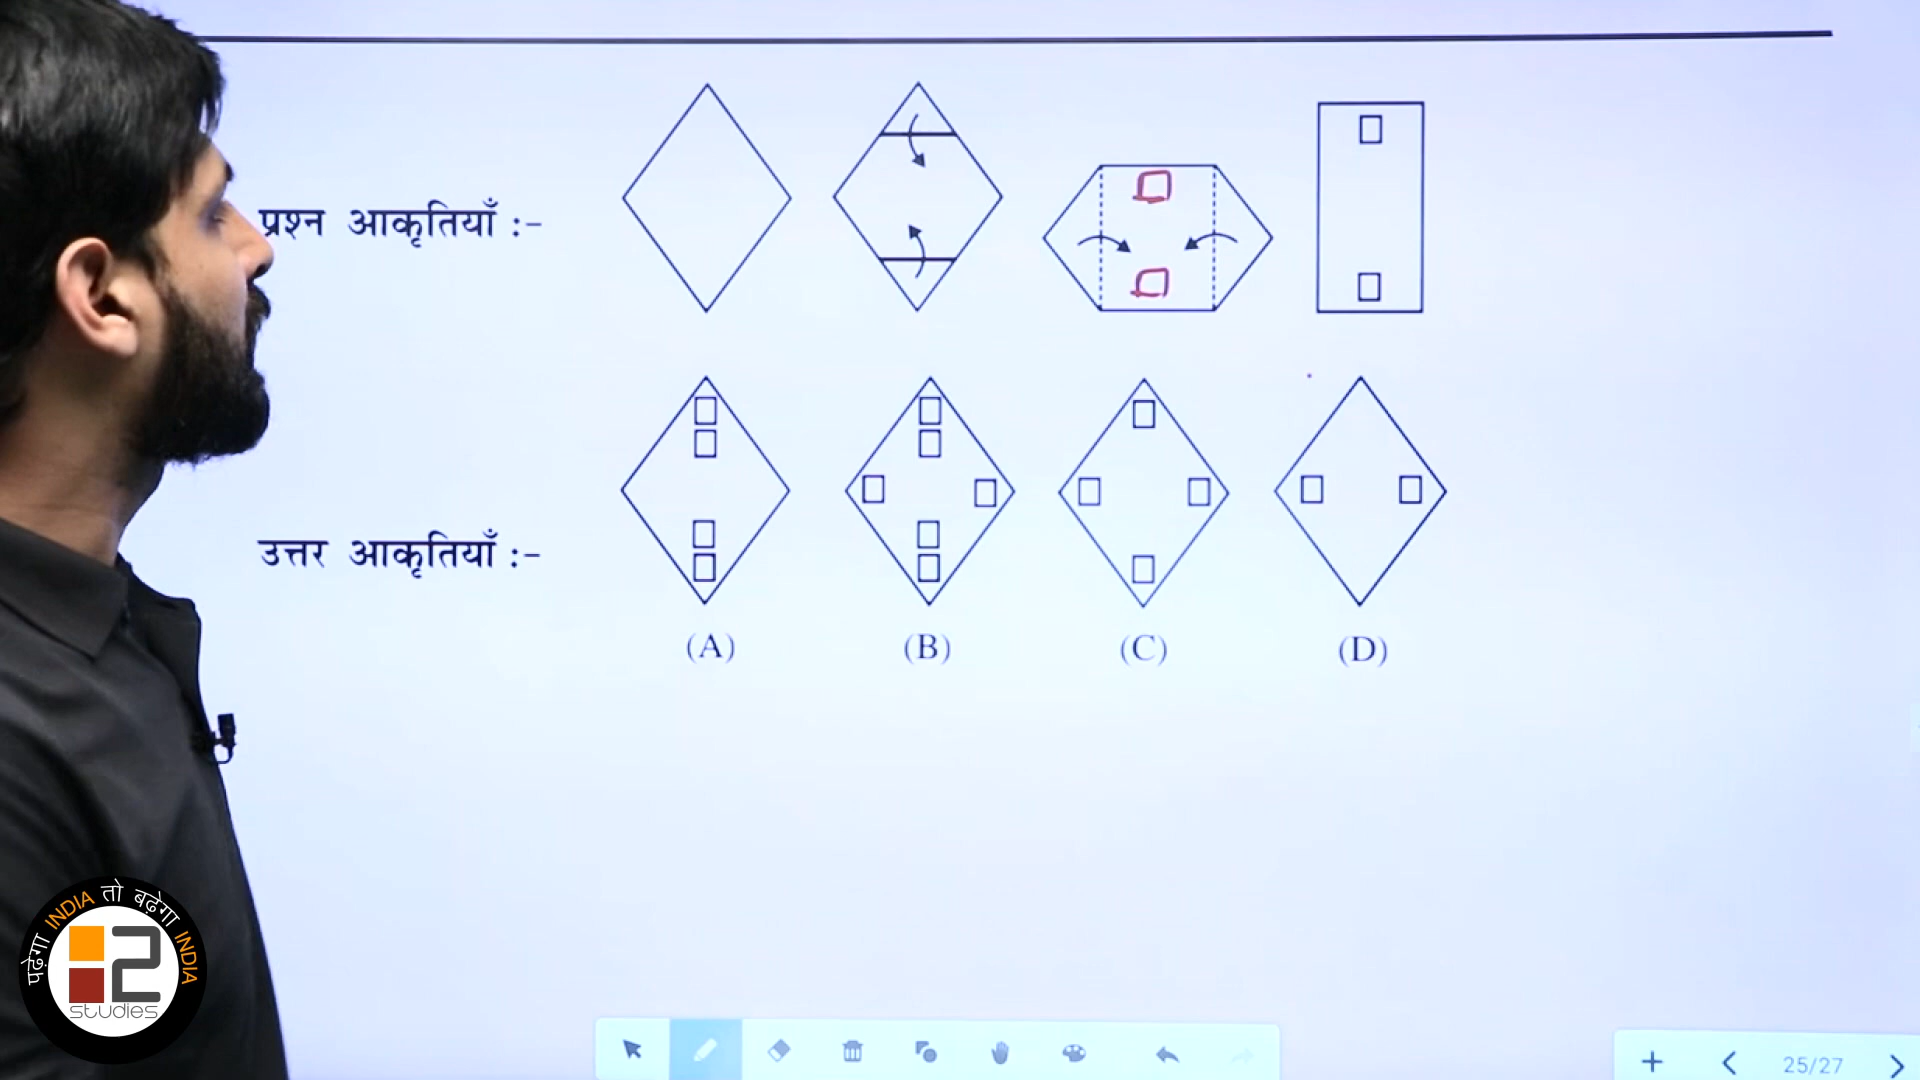 प्रश्न आकृतियाँ :-
उत्तर आकृतियाँ :-
(A) (B) (C) (D)
पढ़ेगा INDIA तो बढ़ेगा INDIA
i2
studies
25/27